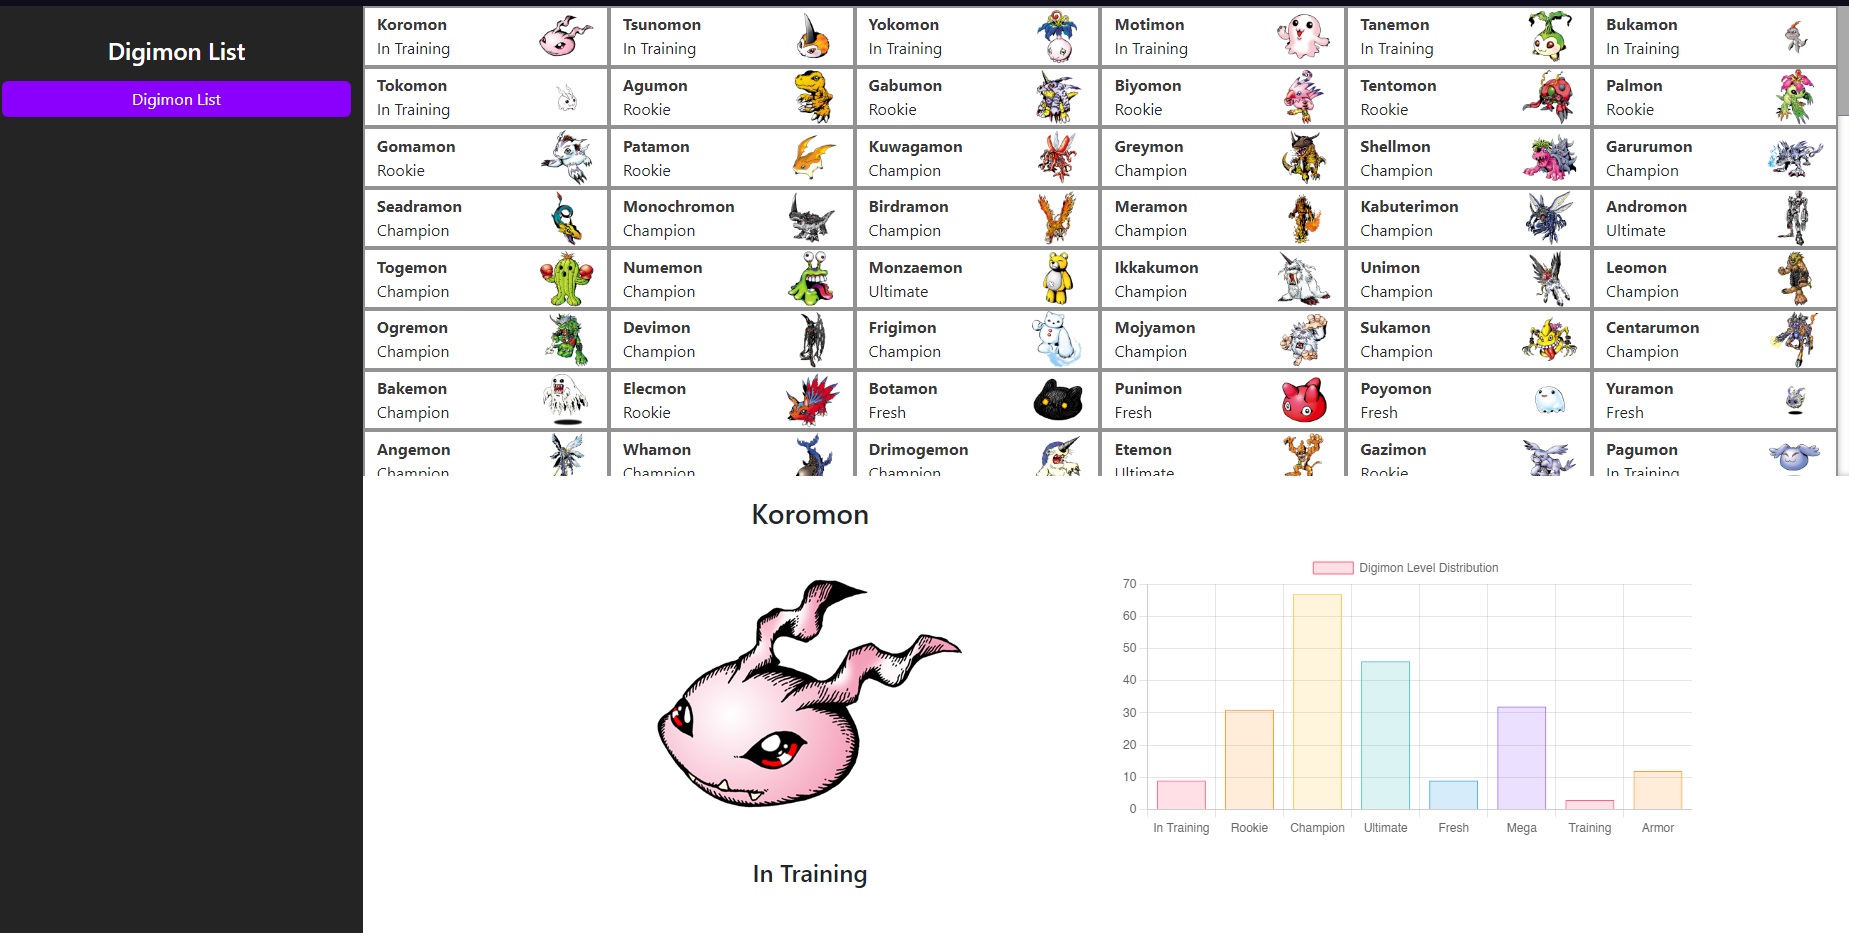 Digimon List
Digimon List
Koromon
In Training
Tsunomon
In Training
Yokomon
In Training
Motimon
In Training
Tanemon
In Training
Bukamon
In Training
Tokomon
In Training
Agumon
Rookie
Gabumon
Rookie
Biyomon
Rookie
Tentomon
Rookie
Palmon
Rookie
Gomamon
Rookie
Patamon
Rookie
Kuwagamon
Champion
Greymon
Champion
Shellmon
Champion
Garurumon
Champion
Seadramon
Champion
Monochromon
Champion
Birdramon
Champion
Meramon
Champion
Kabuterimon
Champion
Andromon
Ultimate
Togemon
Champion
Numemon
Champion
Monzaemon
Ultimate
Ikkakumon
Champion
Unimon
Champion
Leomon
Champion
Ogremon
Champion
Devimon
Champion
Frigimon
Champion
Mojyamon
Champion
Sukamon
Champion
Centarumon
Champion
Bakemon
Champion
Elecmon
Rookie
Botamon
Fresh
Punimon
Fresh
Poyomon
Fresh
Yuramon
Fresh
Angemon
Champion
Whamon
Champion
Drimogemon
Champion
Etemon
Ultimate
Gazimon
Rookie
Pagumon
In Training
Koromon
In Training
Digimon Level Distribution
70
60
50
40
30
20
10
0
In Training
Rookie
Champion
Ultimate
Fresh
Mega
Training
Armor